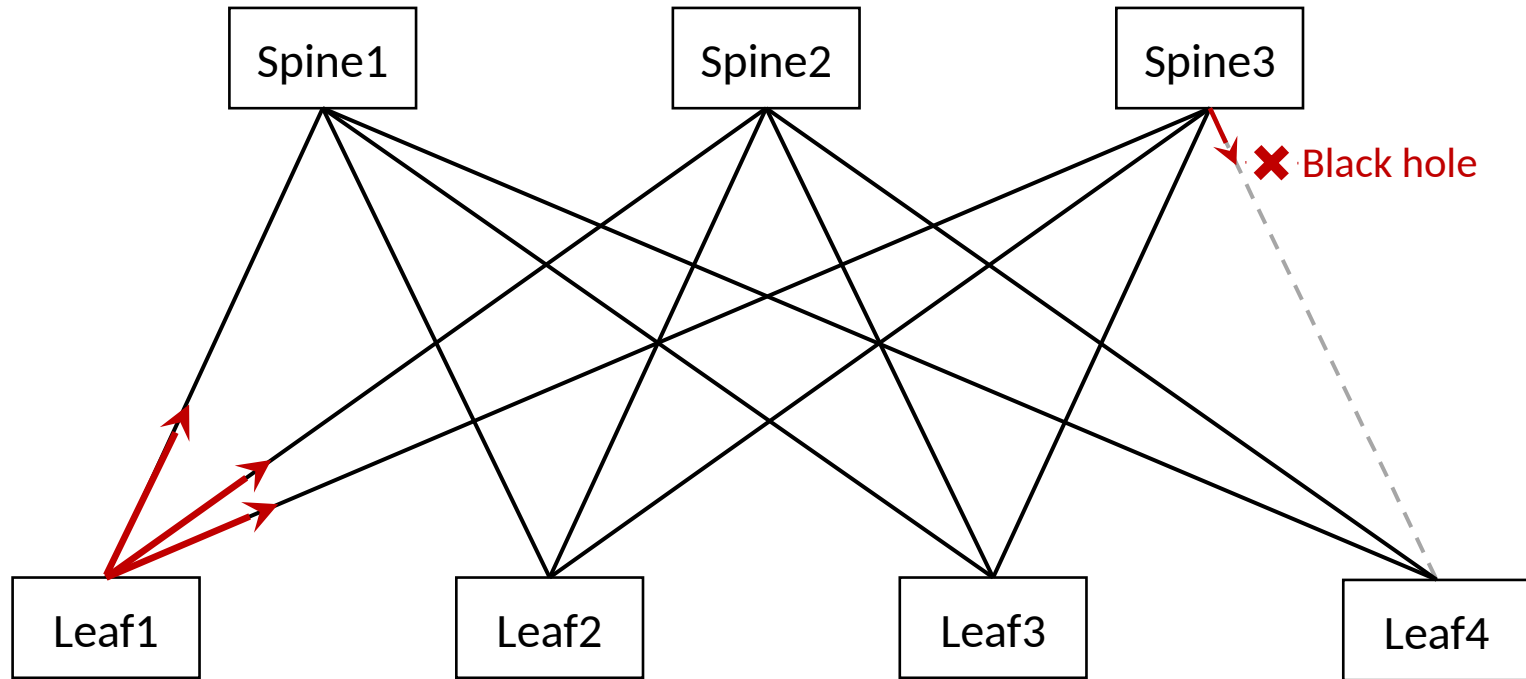 Spine1
Spine2
Spine3
Black hole
Leaf1
Leaf2
Leaf3
Leaf4